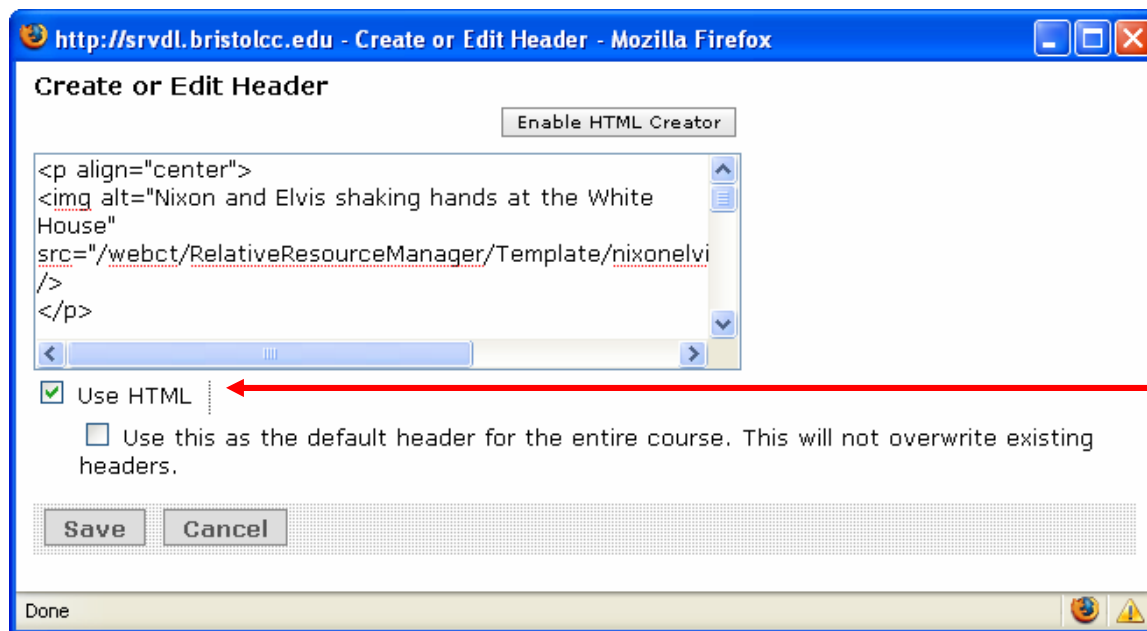 http://srvdl.bristolcc.edu - Create or Edit Header - Mozilla Firefox
Create or Edit Header
Enable HTML Creator
<p align="center">
<img alt="Nixon and Elvis shaking hands at the White
House"
src="/webct/RelativeResourceManager/Template/nixonelvi
/>
</p>
Use HTML
Use this as the default header for the entire course. This will not overwrite existing
headers.
Save Cancel
Done